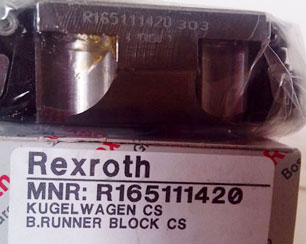 R165111420 303
Rexroth
MNR: R165111420
KUGELWAGEN CS
B.RUNNER BLOCK CS